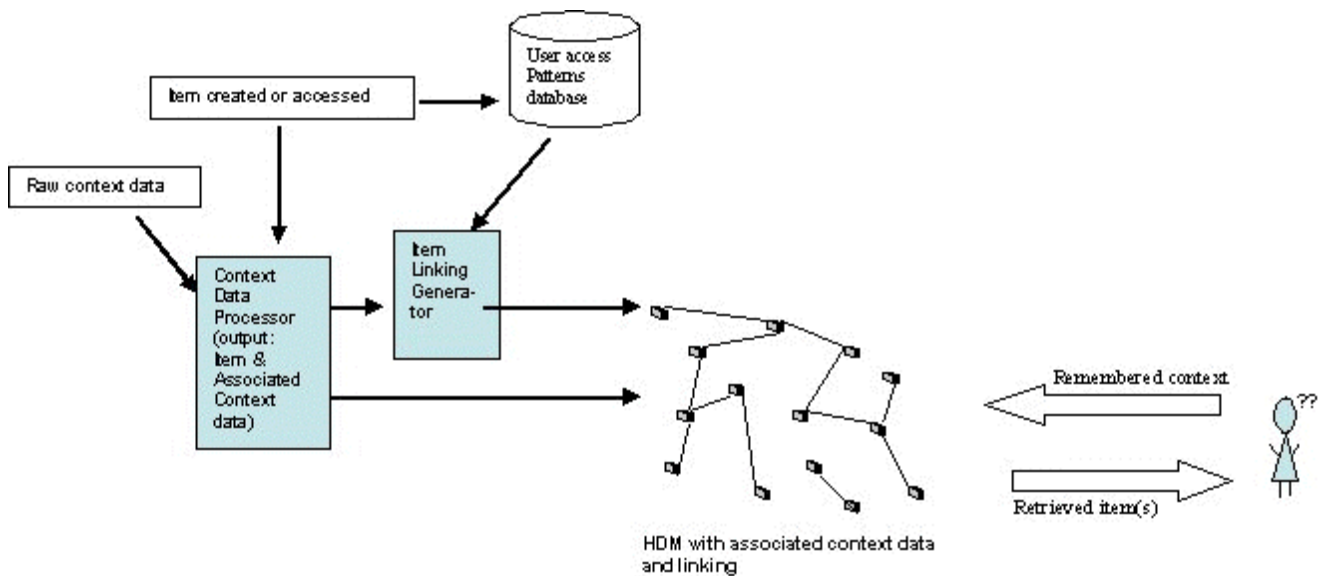 User access
Patterns
database
Item created or accessed
Raw context data
Item
Linking
Genera-
tor
Context
Data
Processor
(output:
Item &
Associated
Context
data)
Remembered context
??
Retrieved item(s)
HDM with associated context data
and linking